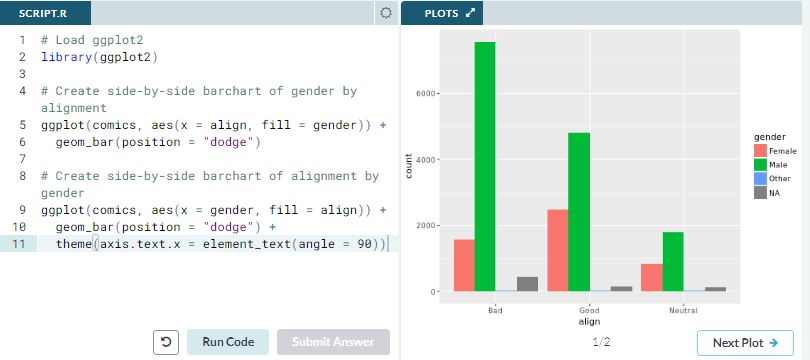 SCRIPT.R
1 # Load ggplot2
2 library(ggplot2)
3
4 # Create side-by-side barchart of gender by
alignment
5 ggplot(comics, aes(x = align, fill = gender)) +
6 geom_bar(position = "dodge")
7
8 # Create side-by-side barchart of alignment by
gender
9 ggplot(comics, aes(x = gender, fill = align)) +
10 geom_bar(position = "dodge") +
11 theme(axis.text.x = element_text(angle = 90))
Run Code
Submit Answer
PLOTS
count
6000
4000
2000
0
Bad Good Neutral
align
gender
Female
Male
Other
NA
1/2
Next Plot